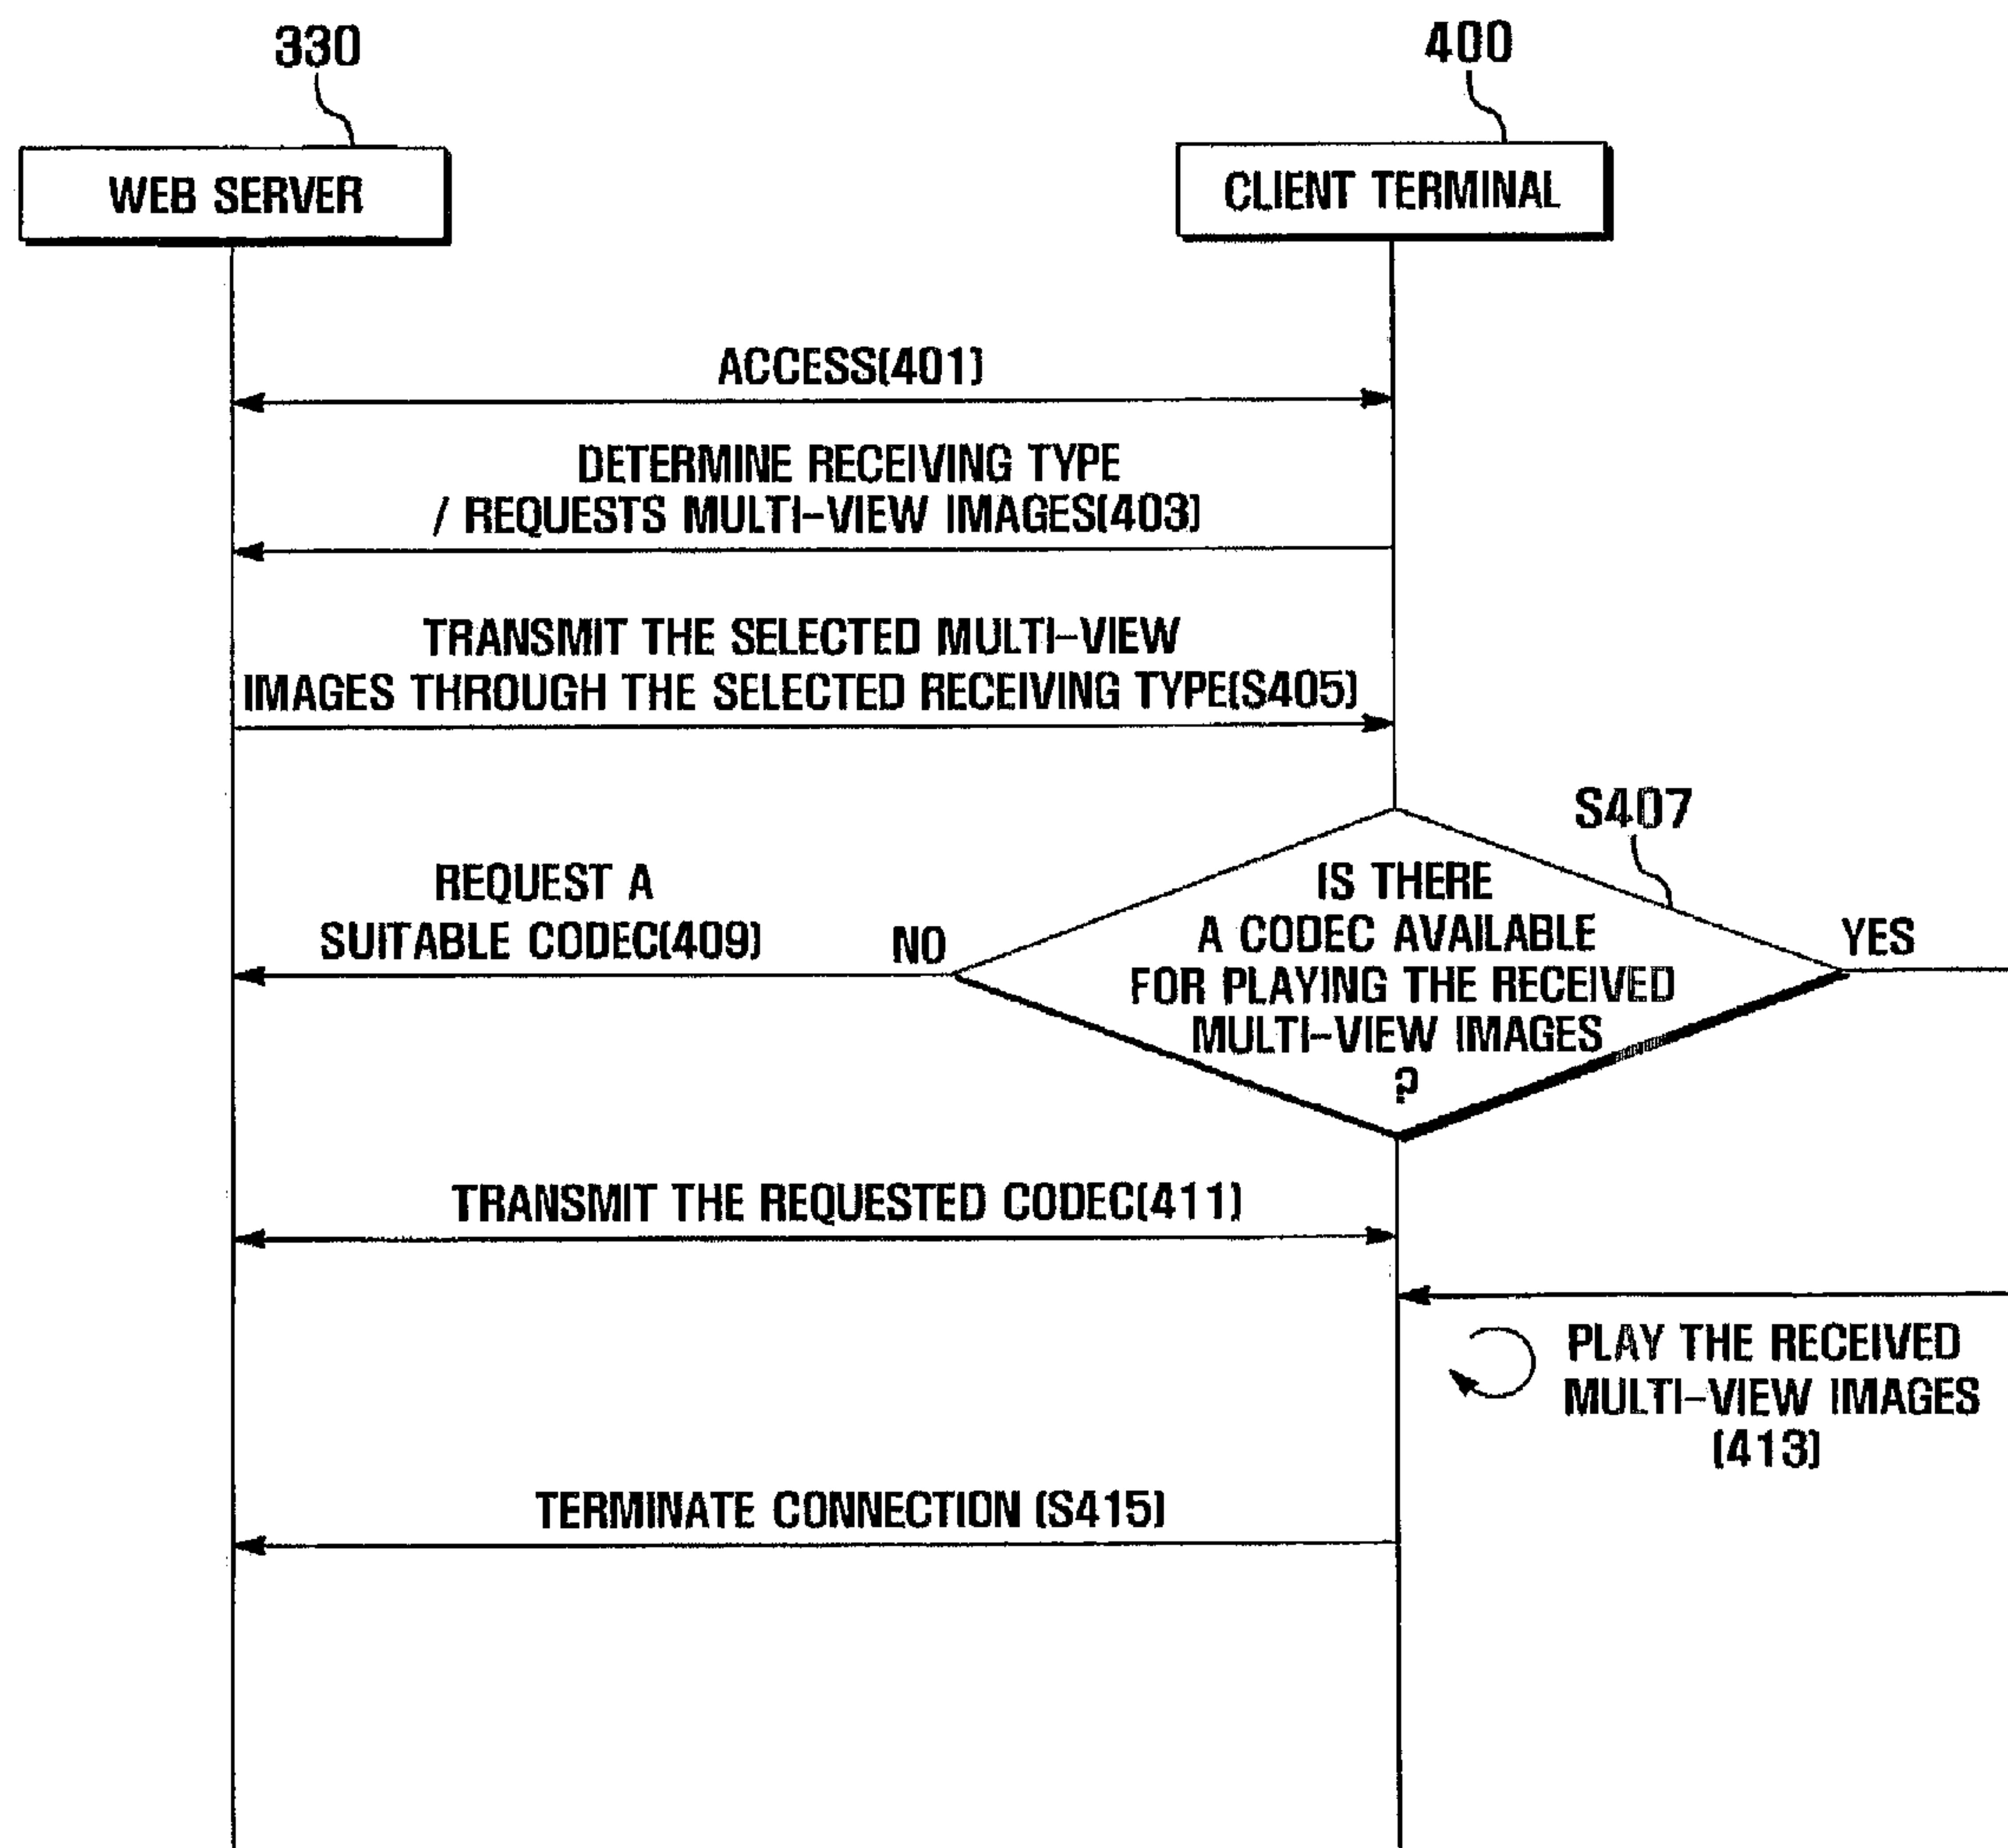 330
400
WEB SERVER
CLIENT TERMINAL
ACCESS(401)
DETERMINE RECEIVING TYPE
/ REQUESTS MULTI-VIEW IMAGES(403)
TRANSMIT THE SELECTED MULTI-VIEW
IMAGES THROUGH THE SELECTED RECEIVING TYPE(S405)
S407
REQUEST A
SUITABLE CODEC(409)
NO
IS THERE
A CODEC AVAILABLE
FOR PLAYING THE RECEIVED
MULTI-VIEW IMAGES
?
YES
TRANSMIT THE REQUESTED CODEC(411)
PLAY THE RECEIVED
MULTI-VIEW IMAGES
(413)
TERMINATE CONNECTION (S415)